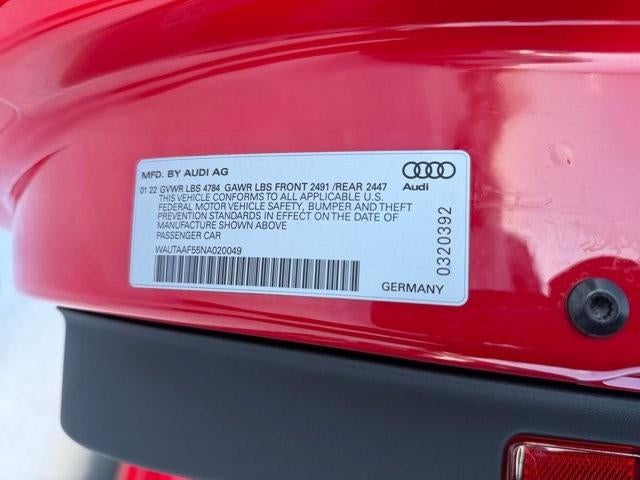 MFD. BY AUDI AG
01 22 GVWR LBS 4784 GAWR LBS FRONT 2491 /REAR 2447
THIS VEHICLE CONFORMS TO ALL APPLICABLE U.S.
FEDERAL MOTOR VEHICLE SAFETY, BUMPER AND THEFT
PREVENTION STANDARDS IN EFFECT ON THE DATE OF
MANUFACTURE SHOWN ABOVE
PASSENGER CAR
WAUTAAF55NA020049
Audi
0320392
GERMANY